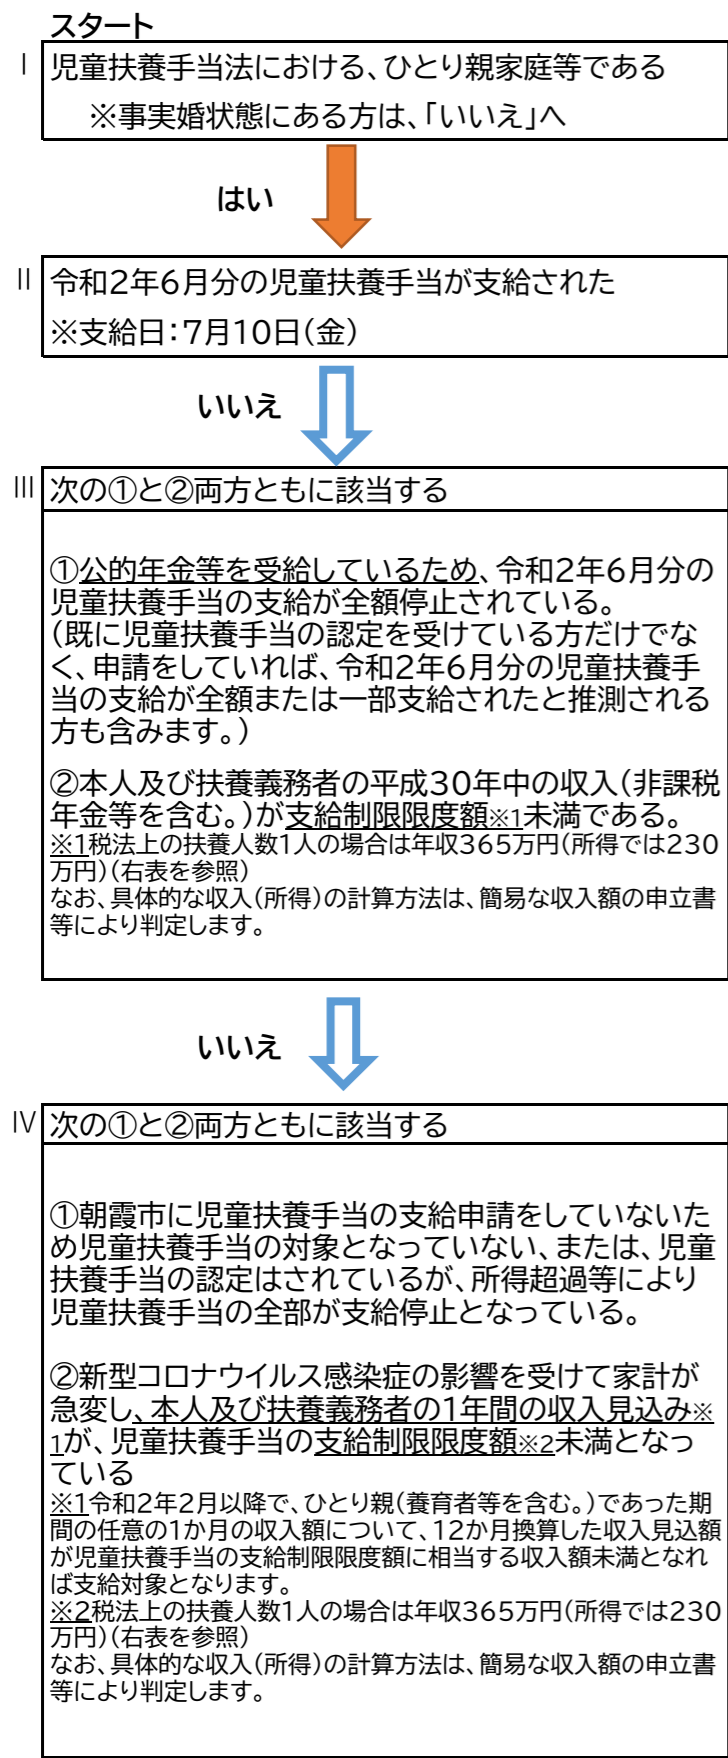 スタート
Ⅰ 児童扶養手当法における、ひとり親家庭等である
※事実婚状態にある方は、「いいえ」へ
はい
Ⅱ 令和2年6月分の児童扶養手当が支給された
※支給日：7月10日（金）
いいえ
Ⅲ 次の①と②両方ともに該当する
①公的年金等を受給しているため、令和2年6月分の
児童扶養手当の支給が全額停止されている。
（既に児童扶養手当の認定を受けている方だけでな
く、申請をしていれば、令和2年6月分の児童扶養手
当の支給が全額または一部支給されたと推測される
方も含みます。）
②本人及び扶養義務者の平成30年中の収入（非課税
年金等を含む。）が支給制限限度額※1未満である。
※1税法上の扶養人数1人の場合は年収365万円（所得では230
万円）（右表を参照）
なお、具体的な収入（所得）の計算方法は、簡易な収入額の申立書
等により判定します。
いいえ
Ⅳ 次の①と②両方ともに該当する
①朝霞市に児童扶養手当の支給申請をしていないた
め児童扶養手当の対象となっていない、または、児童
扶養手当の認定はされているが、所得超過等により
児童扶養手当の全部が支給停止となっている。
②新型コロナウイルス感染症の影響を受けて家計が
急変し、本人及び扶養義務者の1年間の収入見込み※
1が、児童扶養手当の支給制限限度額※2未満となっ
ている
※1令和2年2月以降で、ひとり親（養育者等を含む。）であった期
間の任意の1か月の収入額について、12か月換算した収入見込額
が児童扶養手当の支給制限限度額に相当する収入額未満となれ
ば支給対象となります。
※2税法上の扶養人数1人の場合は年収365万円（所得では230
万円）（右表を参照）
なお、具体的な収入（所得）の計算方法は、簡易な収入額の申立書
等により判定します。